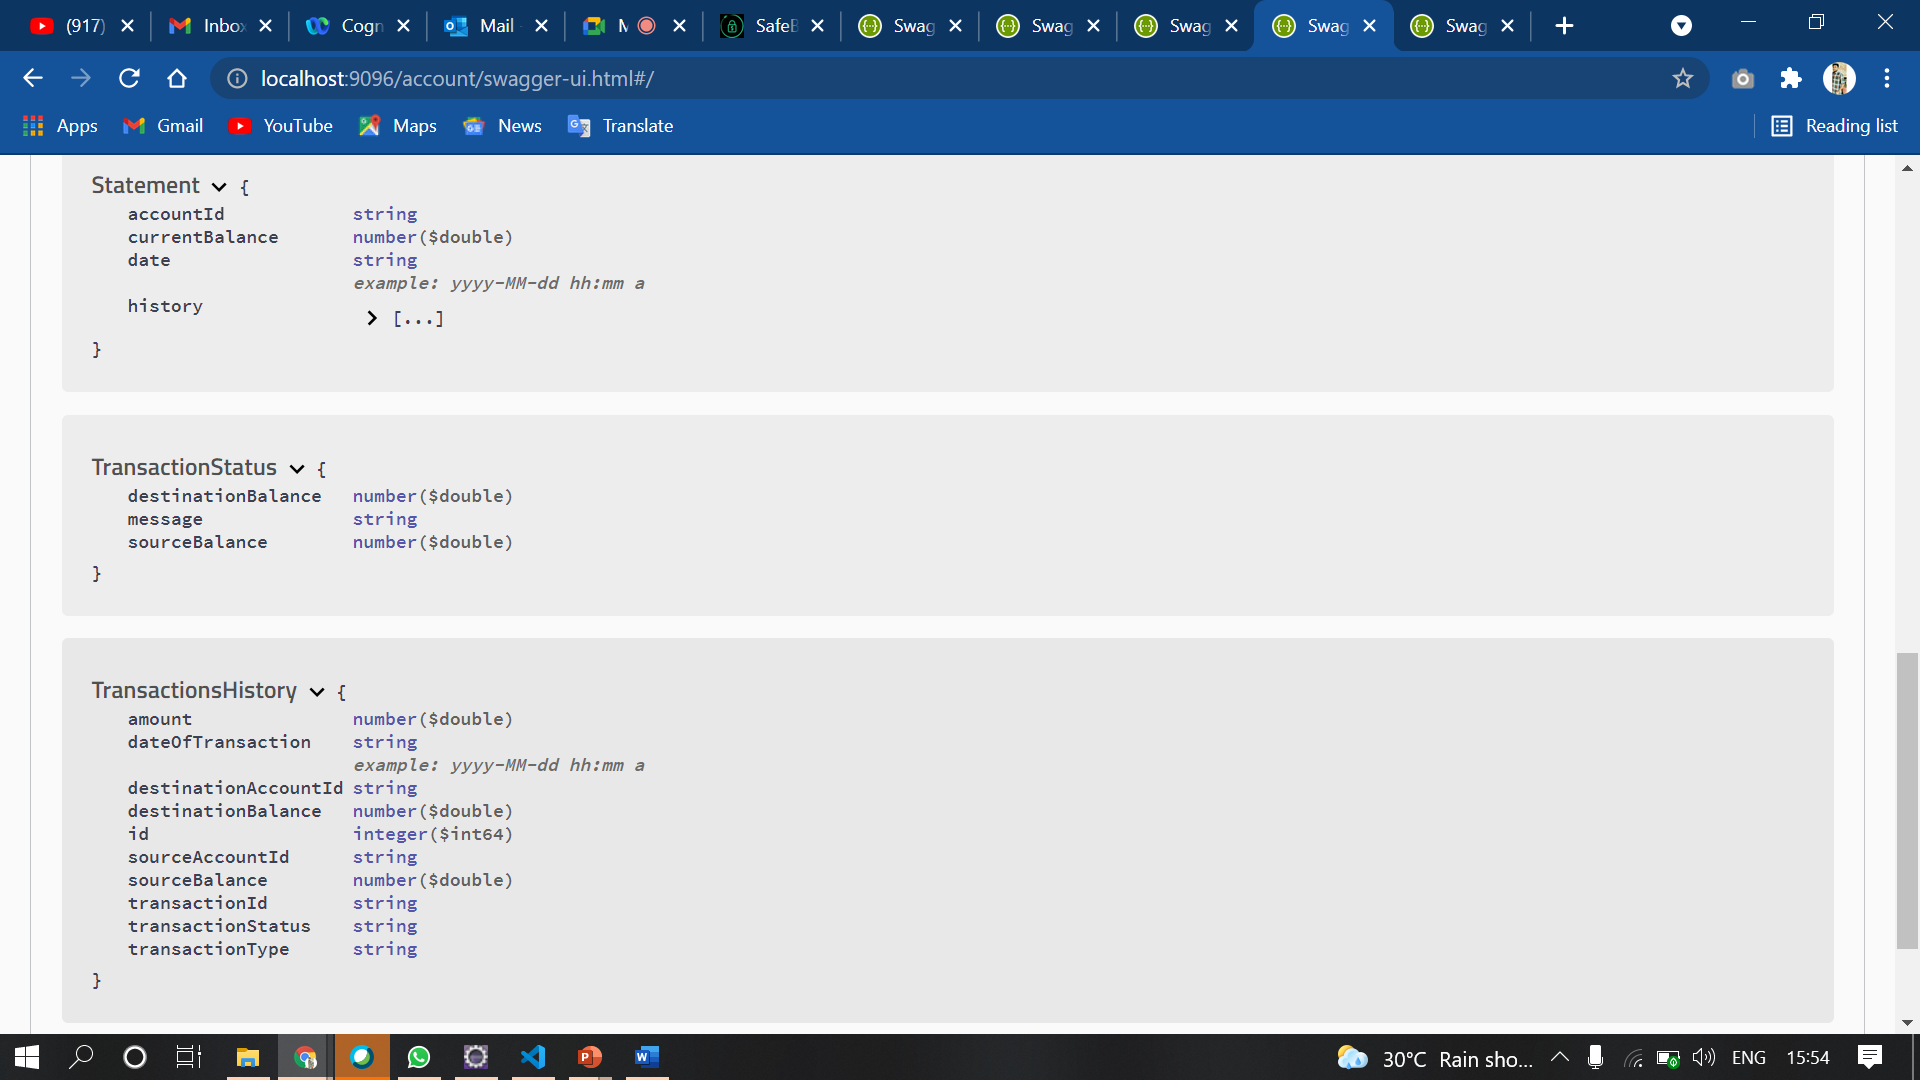 (917) Inbo Cogn Mail M SafeB Swag Swag Swag Swag Swag
localhost:9096/account/swagger-ui.html#/
Apps Gmail YouTube Maps News Translate Reading list
Statement {
accountId string
currentBalance number($double)
date string
example: yyyy-MM-dd hh:mm a
history
[...]
}
TransactionStatus {
destinationBalance number($double)
message string
sourceBalance number($double)
}
TransactionsHistory {
amount number($double)
dateOfTransaction string
example: yyyy-MM-dd hh:mm a
destinationAccountId string
destinationBalance number($double)
id integer($int64)
sourceAccountId string
sourceBalance number($double)
transactionId string
transactionStatus string
transactionType string
}
30°C Rain sho... ENG 15:54